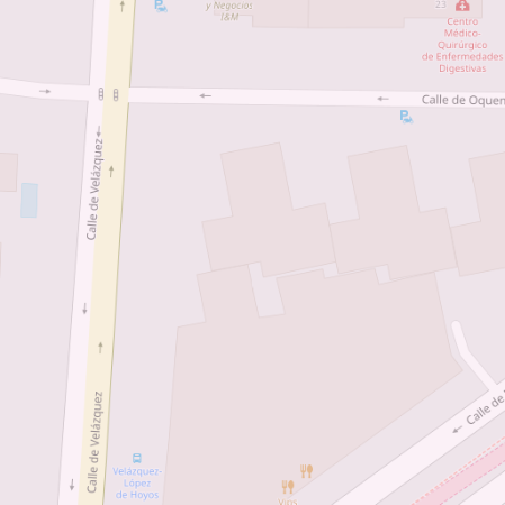 y Negocios
J&M
23
Centro
Médico-
Quirúrgico
de Enfermedades
Digestivas
Calle de Oquen
Calle de Velázquez
Calle de Velázquez
Calle de
Velázquez-
López
de Hoyos
Vips